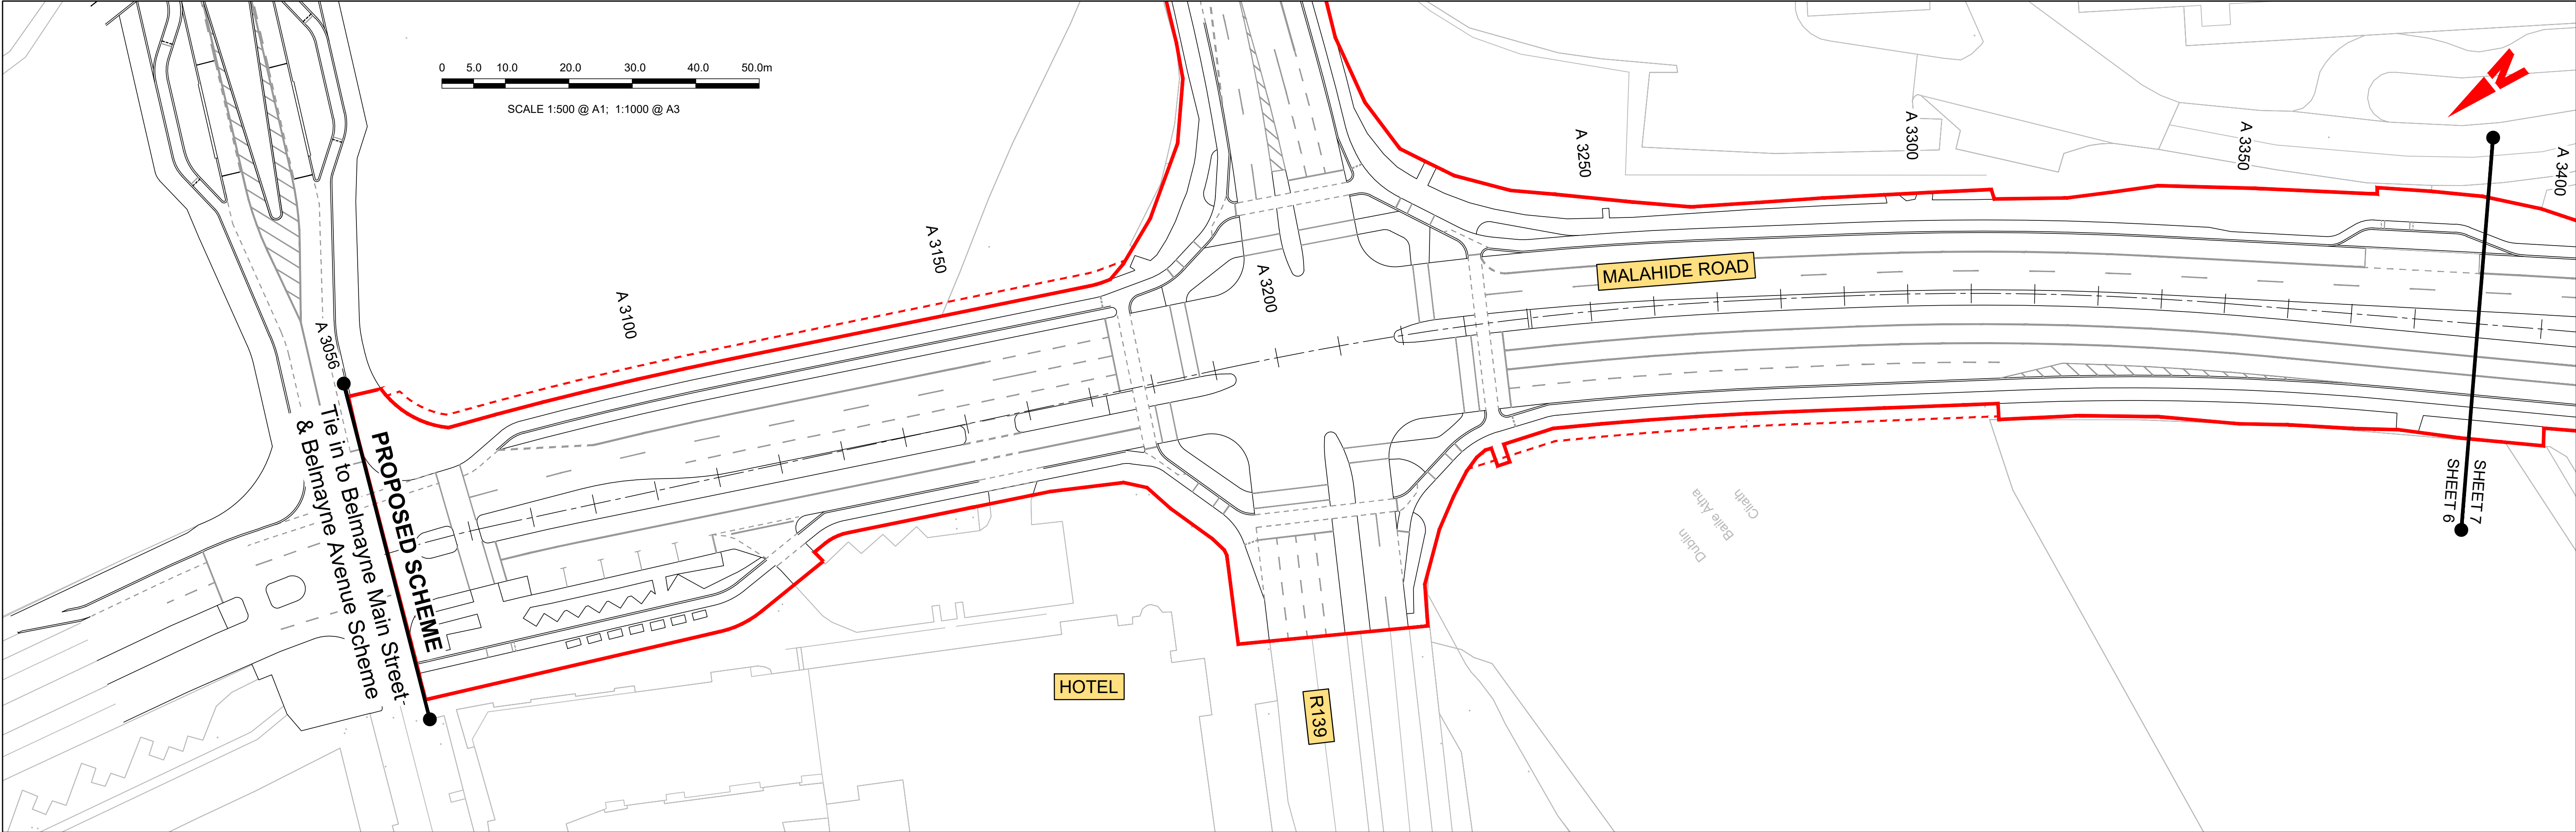 0 5.0 10.0 20.0 30.0 40.0 50.0m
SCALE 1:500 @ A1; 1:1000 @ A3
N
A 3056
A 3100
A 3150
A 3200
A 3250
A 3300
A 3350
A 3400
MALAHIDE ROAD
PROPOSED SCHEME
Tie in to Belmayne Main Street
& Belmayne Avenue Scheme
HOTEL
R139
Dublin
Baile Átha
Cliath
SHEET 7
SHEET 6